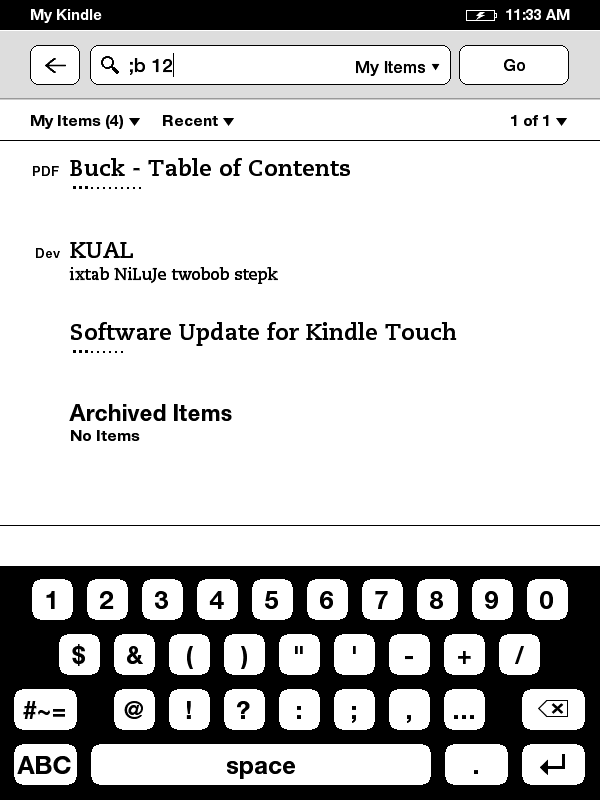 My Kindle 11:33 AM
;b 12 My Items ▾ Go
My Items (4) ▾ Recent ▾ 1 of 1 ▾
PDF Buck - Table of Contents
Dev KUAL
ixtab NiLuJe twobob stepk
Software Update for Kindle Touch
Archived Items
No Items
1 2 3 4 5 6 7 8 9 0
$ & ( ) " ' - + /
#~= @ ! ? : ; , ...
ABC space .